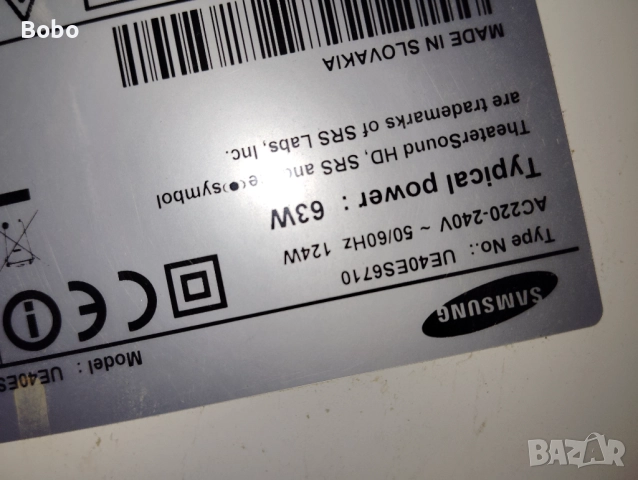 Bobo
SAMSUNG
Model : UE40ES
Type No.: UE40ES6710
AC220-240V ~ 50/60Hz 124W
Typical power : 63W
TheaterSound HD, SRS and symbol
are trademarks of SRS Labs, Inc.
MADE IN SLOVAKIA
BAZAR